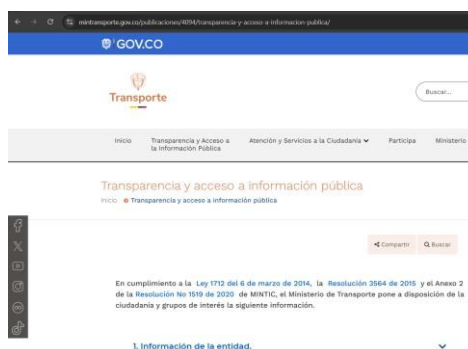 mintransporte.gov.co/publicaciones/4094/transparencia-y-acceso-a-informacion-publica/
GOV.CO
Transporte
Buscar...
Inicio
Transparencia y Acceso a
la Información Pública
Atención y Servicios a la Ciudadanía
Participa
Ministerio
Transparencia y acceso a información pública
Inicio Transparencia y acceso a información pública
Compartir
Buscar
En cumplimiento a la Ley 1712 del 6 de marzo de 2014, la Resolución 3564 de 2015 y el Anexo 2
de la Resolución No 1519 de 2020 de MINTIC, el Ministerio de Transporte pone a disposición de la
ciudadanía y grupos de interés la siguiente información.
1. Información de la entidad.